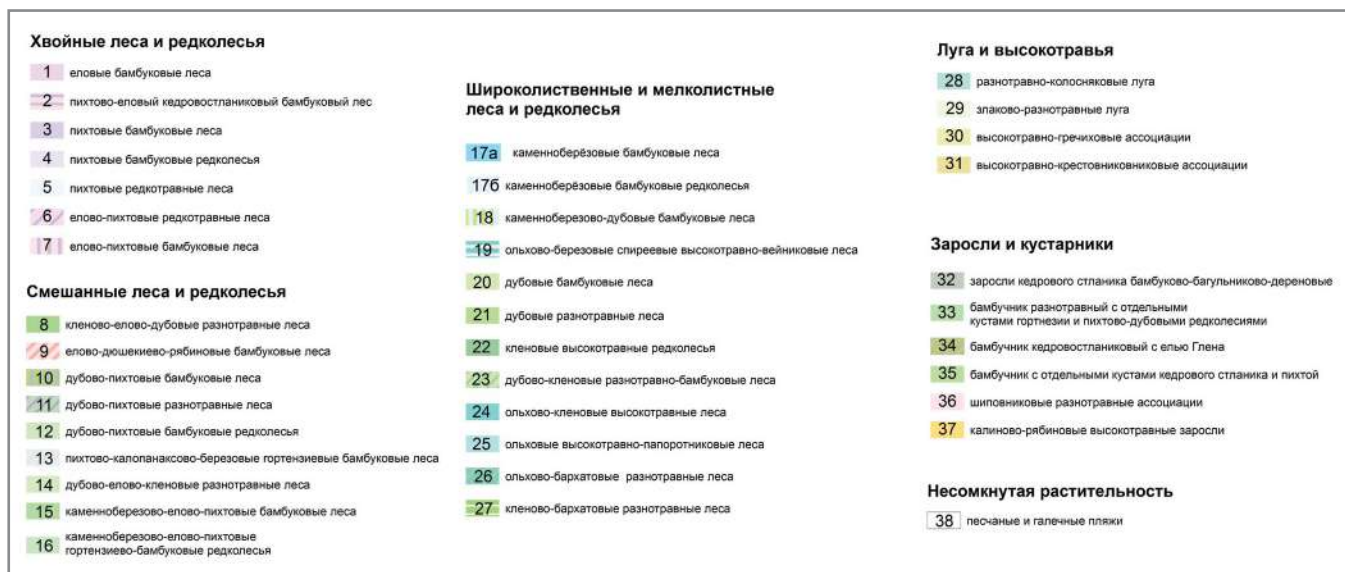 Хвойные леса и редколесья
1 еловые бамбуковые леса
2 пихтово-еловый кедровостланиковый бамбуковый лес
3 пихтовые бамбуковые леса
4 пихтовые бамбуковые редколесья
5 пихтовые редкотравные леса
6 елово-пихтовые редкотравные леса
7 елово-пихтовые бамбуковые леса
Смешанные леса и редколесья
8 кленово-елово-дубовые разнотравные леса
9 елово-дюшекиево-рябиновые бамбуковые леса
10 дубово-пихтовые бамбуковые леса
11 дубово-пихтовые разнотравные леса
12 дубово-пихтовые бамбуковые редколесья
13 пихтово-калопанаксово-березовые гортензиевые бамбуковые леса
14 дубово-елово-кленовые разнотравные леса
15 каменноберезово-елово-пихтовые бамбуковые леса
16 каменноберезово-елово-пихтовые
гортензиево-бамбуковые редколесья
Широколиственные и мелколистные
леса и редколесья
17а каменноберёзовые бамбуковые леса
17б каменноберёзовые бамбуковые редколесья
18 каменноберезово-дубовые бамбуковые леса
19 ольхово-березовые спиреевые высокотравно-вейниковые леса
20 дубовые бамбуковые леса
21 дубовые разнотравные леса
22 кленовые высокотравные редколесья
23 дубово-кленовые разнотравно-бамбуковые леса
24 ольхово-кленовые высокотравные леса
25 ольховые высокотравно-папоротниковые леса
26 ольхово-бархатовые разнотравные леса
27 кленово-бархатовые разнотравные леса
Луга и высокотравья
28 разнотравно-колосняковые луга
29 злаково-разнотравные луга
30 высокотравно-гречиховые ассоциации
31 высокотравно-крестовниковниковые ассоциации
Заросли и кустарники
32 заросли кедрового стланика бамбуково-багульниково-дереновые
33 бамбучник разнотравный с отдельными
кустами гортнезии и пихтово-дубовыми редколесиями
34 бамбучник кедровостланиковый с елью Глена
35 бамбучник с отдельными кустами кедрового стланика и пихтой
36 шиповниковые разнотравные ассоциации
37 калиново-рябиновые высокотравные заросли
Несомкнутая растительность
38 песчаные и галечные пляжи